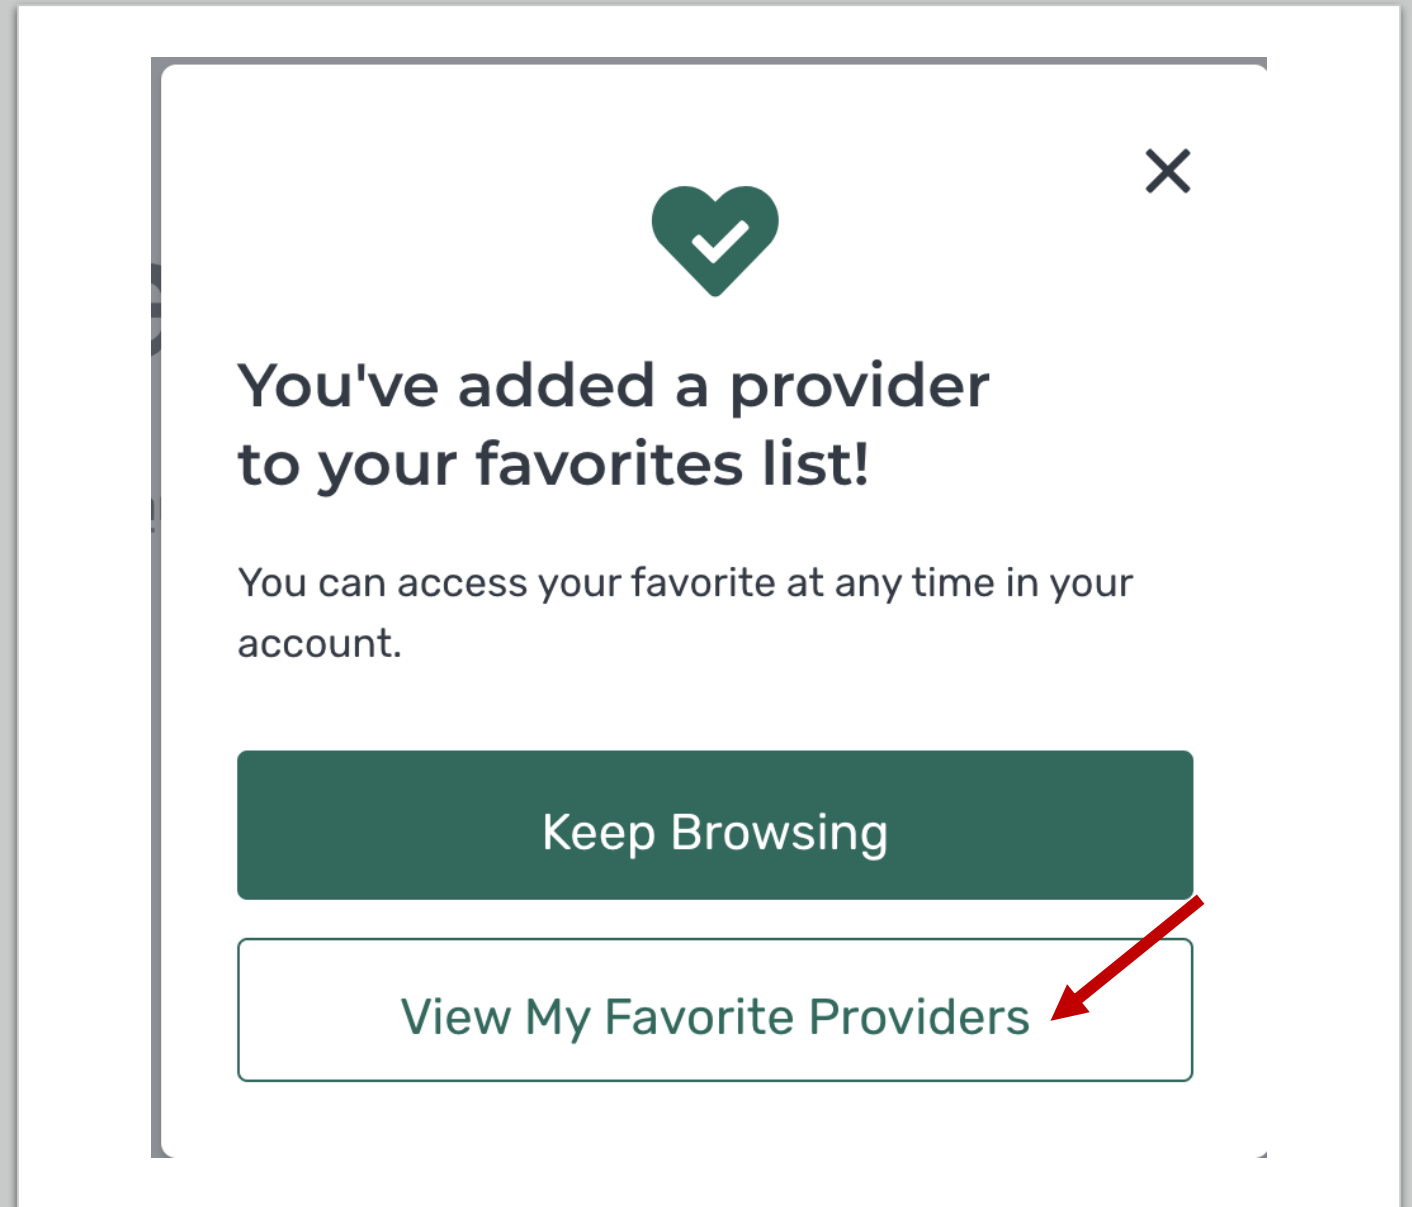 You've added a provider
to your favorites list!
You can access your favorite at any time in your
account.
Keep Browsing
View My Favorite Providers